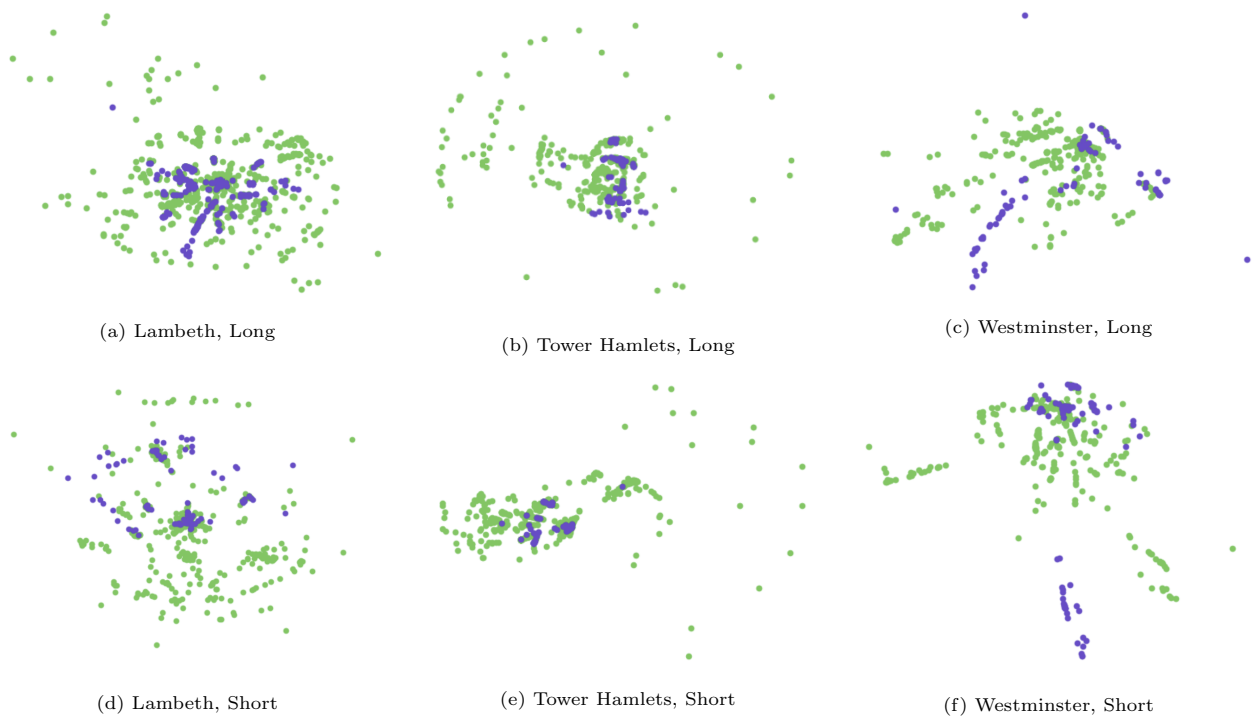 (a) Lambeth, Long
(b) Tower Hamlets, Long
(c) Westminster, Long
(d) Lambeth, Short
(e) Tower Hamlets, Short
(f) Westminster, Short